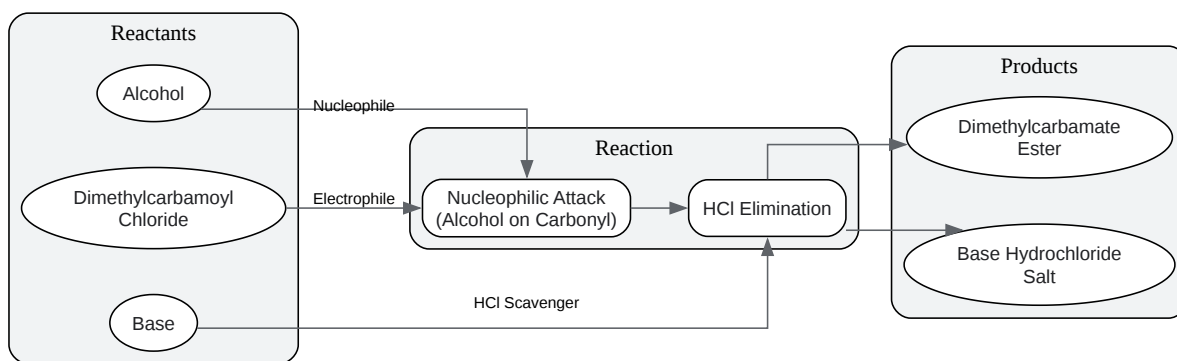 Reactants
Alcohol
Dimethylcarbamoyl
Chloride
Base
Nucleophile
Electrophile
HCl Scavenger
Reaction
Nucleophilic Attack
(Alcohol on Carbonyl)
HCl Elimination
Products
Dimethylcarbamate
Ester
Base Hydrochloride
Salt